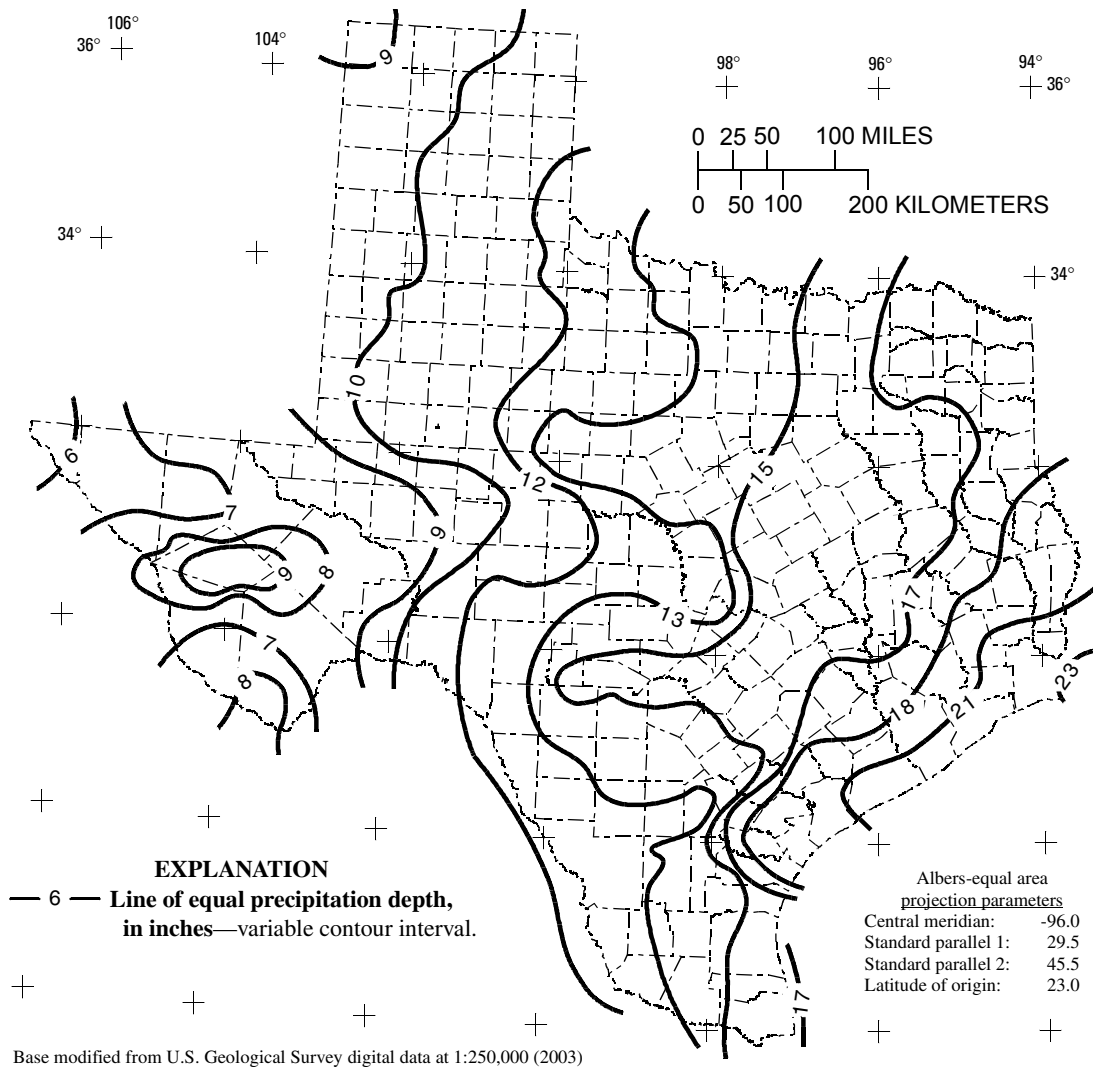 106°
36°
104°
98°
96°
94°
36°
0 25 50 100 MILES
0 50 100 200 KILOMETERS
34°
34°
9
10
6
12
15
7
9
9
8
17
13
7
8
18
21
23
17
EXPLANATION
6 Line of equal precipitation depth,
in inches—variable contour interval.
Albers-equal area
projection parameters
Central meridian: -96.0
Standard parallel 1: 29.5
Standard parallel 2: 45.5
Latitude of origin: 23.0
Base modified from U.S. Geological Survey digital data at 1:250,000 (2003)